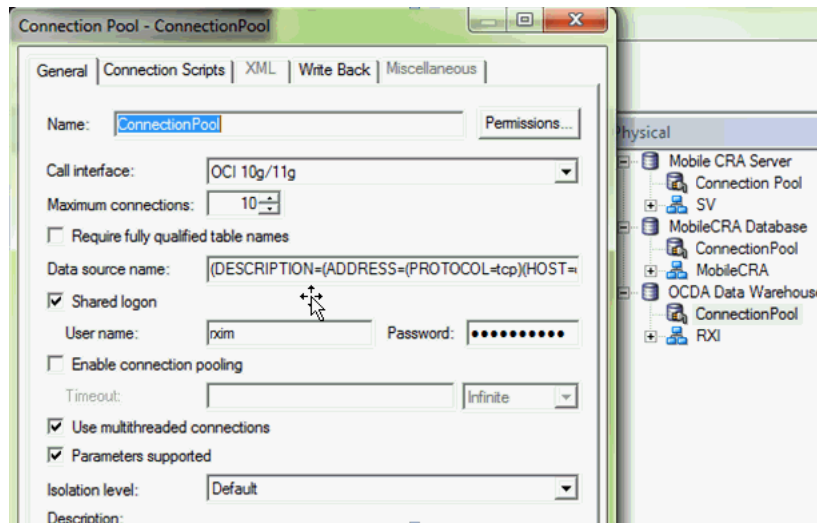 Connection Pool - ConnectionPool
General Connection Scripts XML Write Back Miscellaneous
Name: ConnectionPool Permissions...
Call interface: OCI 10g/11g
Maximum connections: 10
Require fully qualified table names
Data source name: (DESCRIPTION=(ADDRESS=(PROTOCOL=tcp)(HOST=
Shared logon
User name: rxim Password: ●●●●●●●●●●
Enable connection pooling
Timeout: Infinite
Use multithreaded connections
Parameters supported
Isolation level: Default
Description:
Physical
Mobile CRA Server
Connection Pool
SV
MobileCRA Database
ConnectionPool
MobileCRA
OCDA Data Warehouse
ConnectionPool
RXI